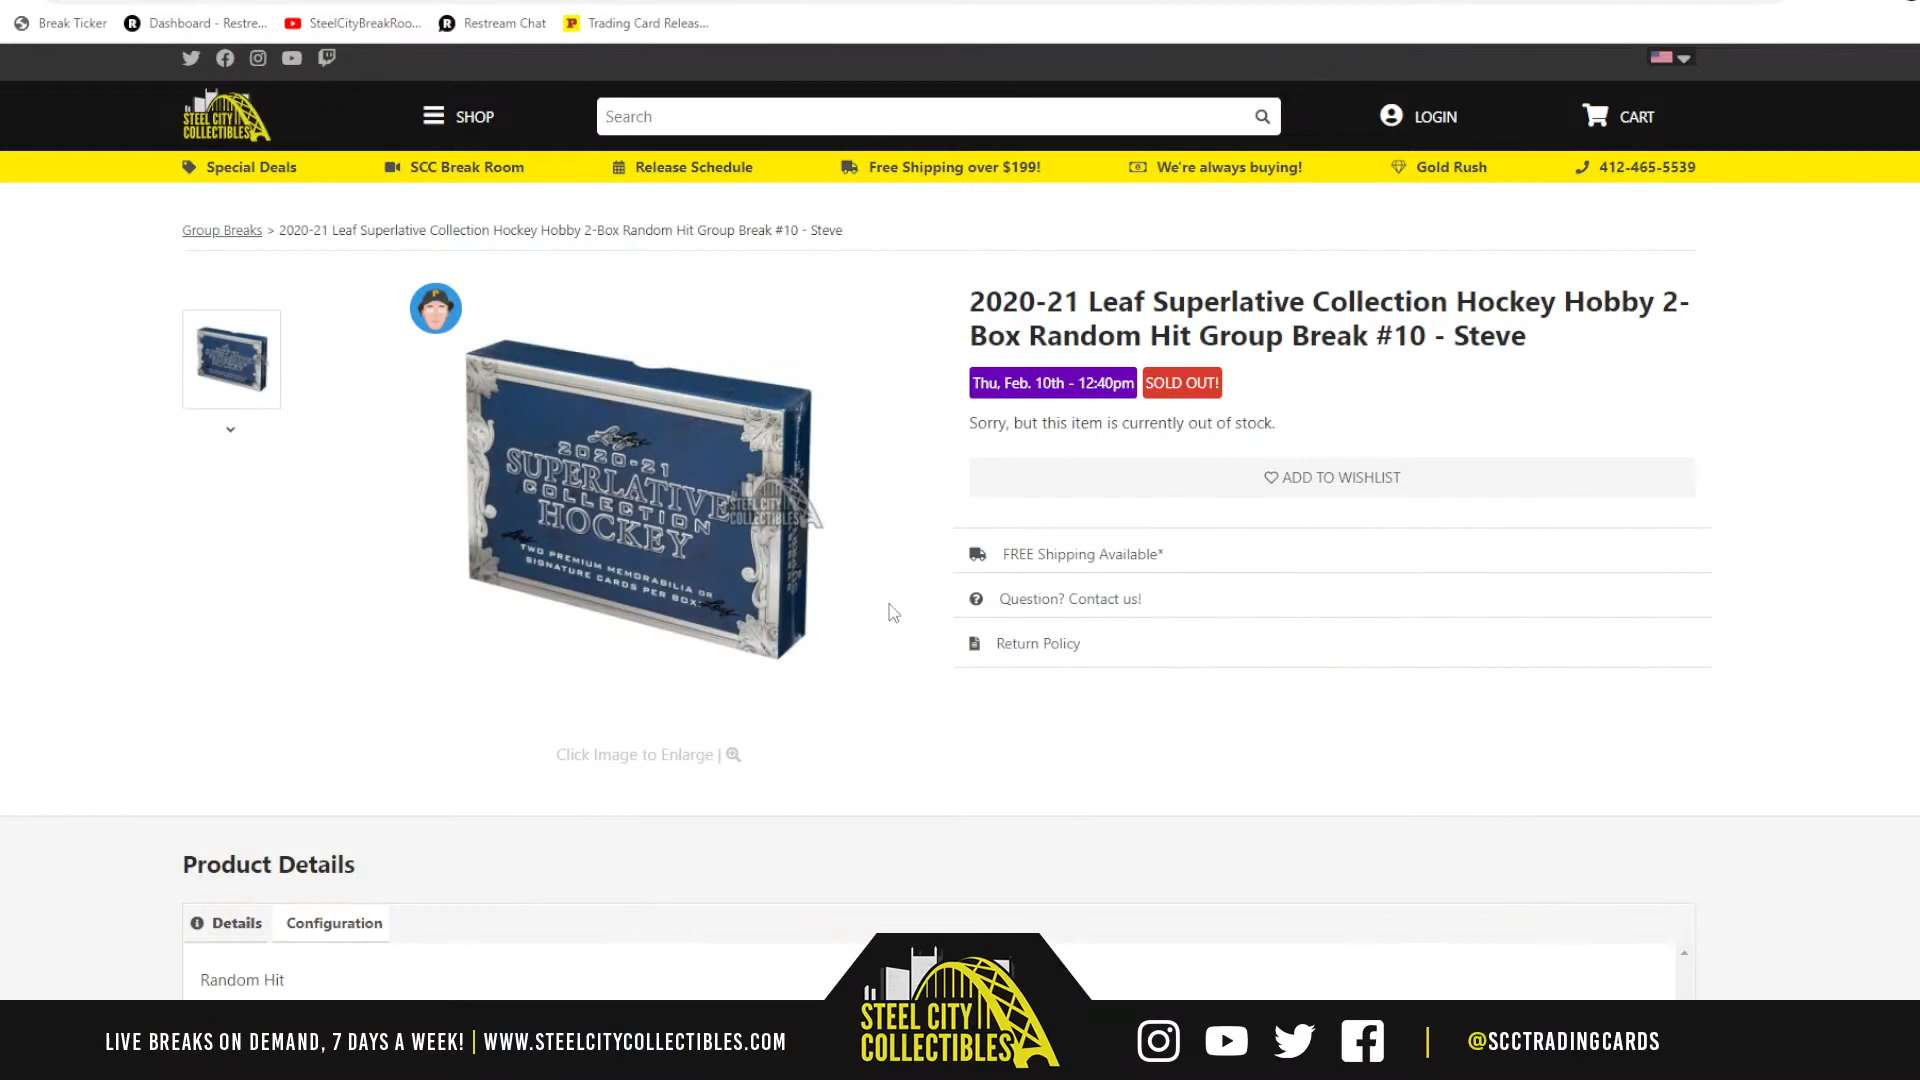 Break Ticker Dashboard - Restre... SteelCityBreakRoo... Restream Chat Trading Card Releas...
STEEL CITY
COLLECTIBLES
SHOP Search LOGIN CART
Special Deals SCC Break Room Release Schedule Free Shipping over $199! We're always buying! Gold Rush 412-465-5539
Group Breaks > 2020-21 Leaf Superlative Collection Hockey Hobby 2-Box Random Hit Group Break #10 - Steve
2020-21 Leaf Superlative Collection Hockey Hobby 2-
Box Random Hit Group Break #10 - Steve
Thu, Feb. 10th - 12:40pm SOLD OUT!
Sorry, but this item is currently out of stock.
ADD TO WISHLIST
FREE Shipping Available*
Question? Contact us!
Return Policy
Leaf
2020-21
SUPERLATIVE
COLLECTION
HOCKEY
TWO PREMIUM MEMORABILIA OR
SIGNATURE CARDS PER BOX
STEEL CITY
COLLECTIBLES
Click Image to Enlarge |
Product Details
Details Configuration
Random Hit
LIVE BREAKS ON DEMAND, 7 DAYS A WEEK! | WWW.STEELCITYCOLLECTIBLES.COM
STEEL CITY
COLLECTIBLES
| @SCCTRADINGCARDS